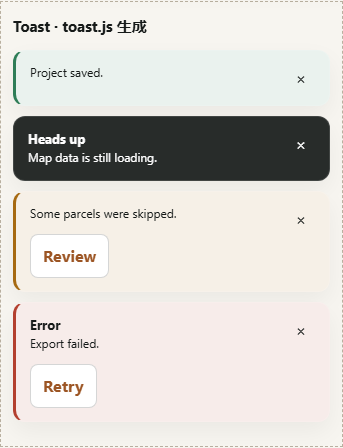 Toast · toast.js 生成
Project saved.
×
Heads up
×
Map data is still loading.
Some parcels were skipped.
×
Review
Error
×
Export failed.
Retry